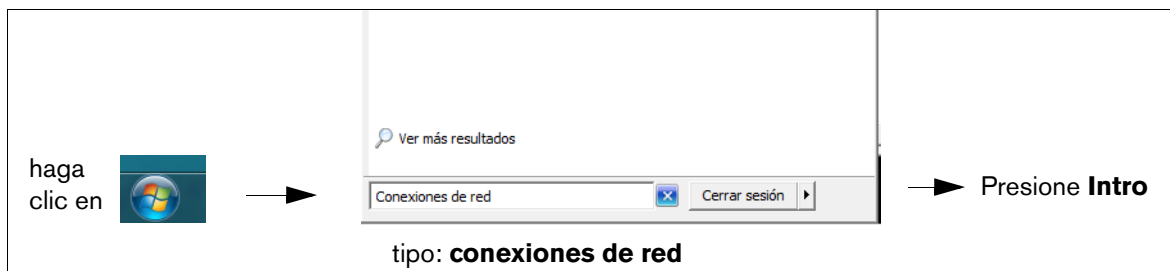 haga
clic en
Ver más resultados
Conexiones de red
Cerrar sesión
tipo: conexiones de red
Presione Intro